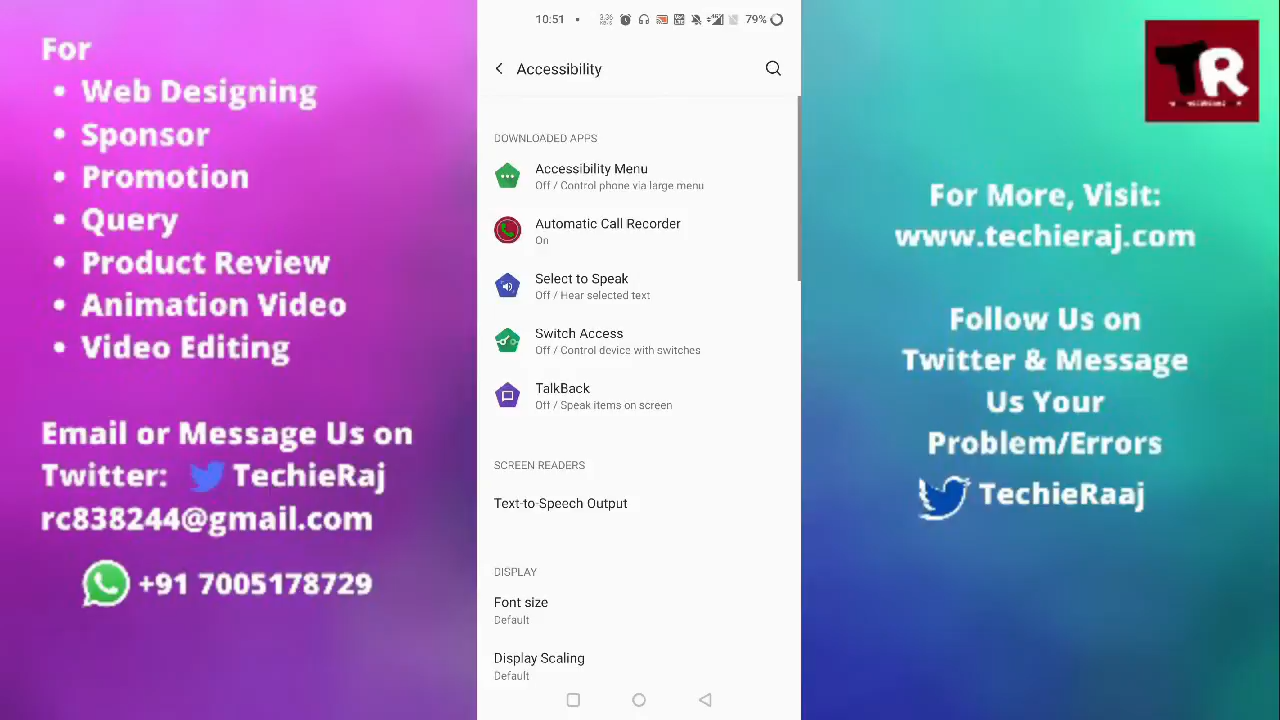 For
• Web Designing
• Sponsor
• Promotion
• Query
• Product Review
• Animation Video
• Video Editing
Email or Message Us on
Twitter: TechieRaj
rc838244@gmail.com
+91 7005178729
10:51
79%
Accessibility
DOWNLOADED APPS
Accessibility Menu
Off / Control phone via large menu
Automatic Call Recorder
On
Select to Speak
Off / Hear selected text
Switch Access
Off / Control device with switches
TalkBack
Off / Speak items on screen
SCREEN READERS
Text-to-Speech Output
DISPLAY
Font size
Default
Display Scaling
Default
TR
For More, Visit:
www.techieraj.com
Follow Us on
Twitter & Message
Us Your
Problem/Errors
TechieRaaj